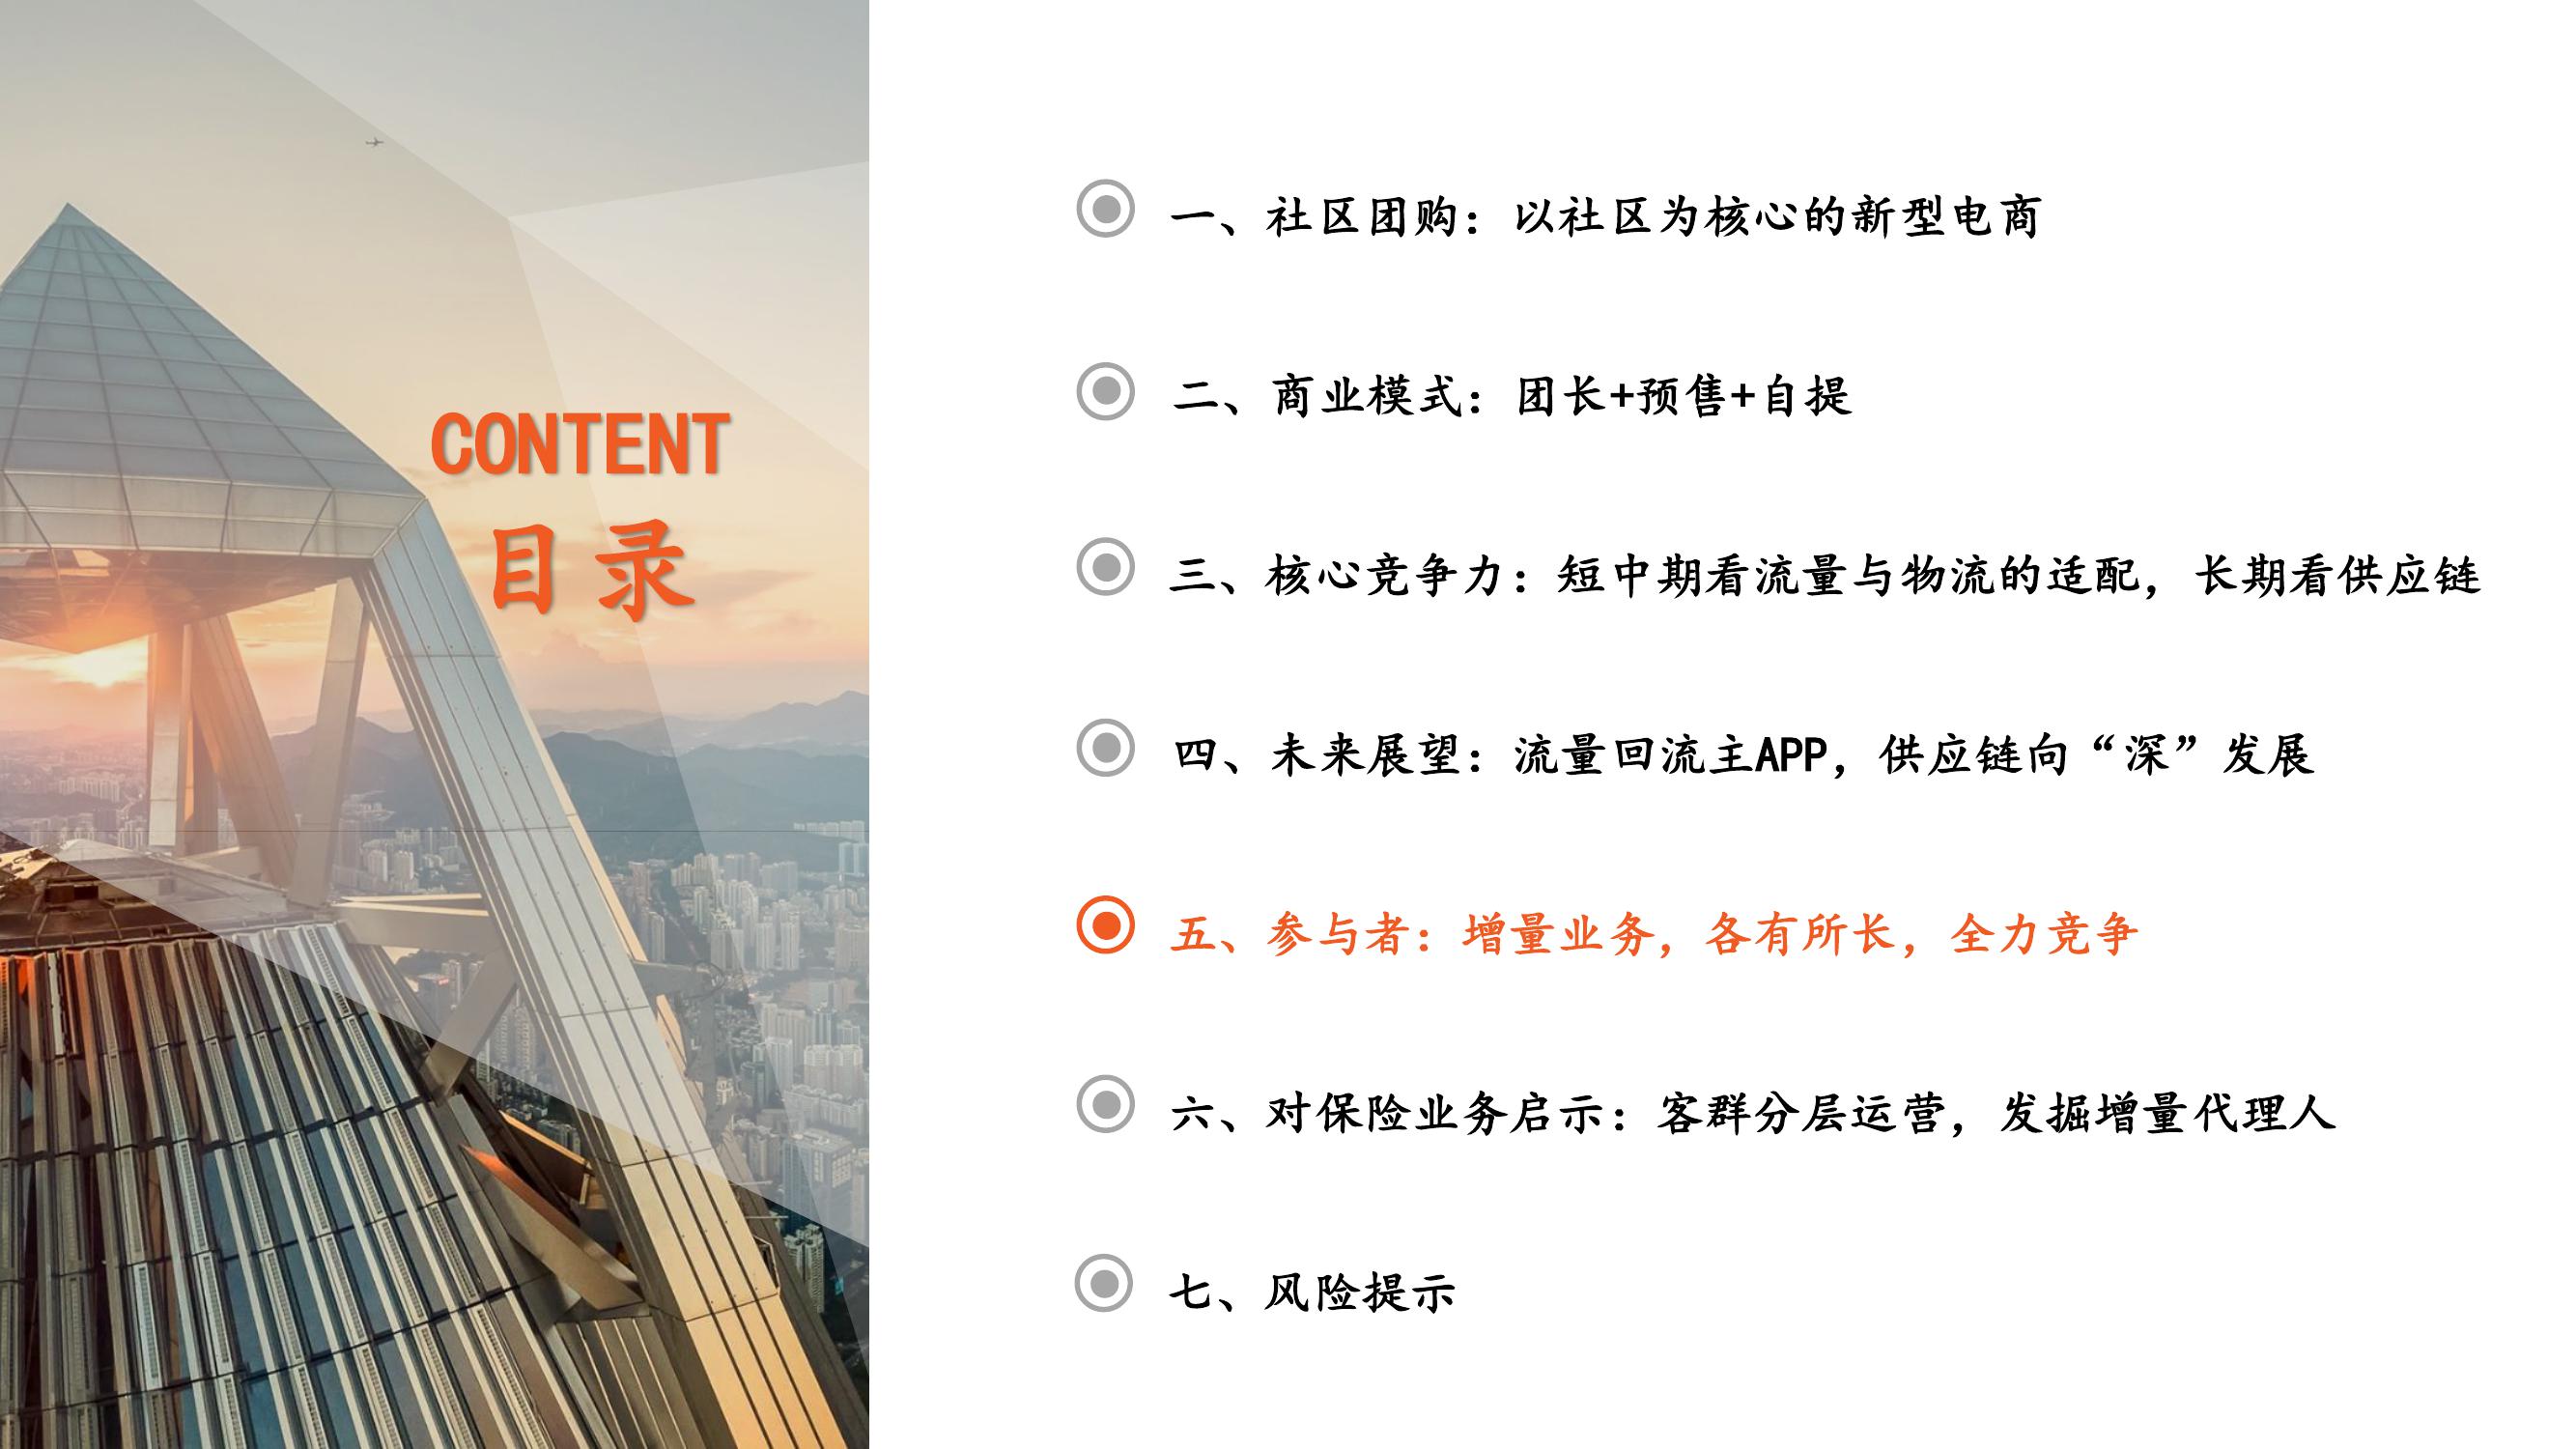 CONTENT
目录
一、社区团购：以社区为核心的新型电商
二、商业模式：团长+预售+自提
三、核心竞争力：短中期看流量与物流的适配，长期看供应链
四、未来展望：流量回流主APP，供应链向“深”发展
五、参与者：增量业务，各有所长，全力竞争
六、对保险业务启示：客群分层运营，发掘增量代理人
七、风险提示